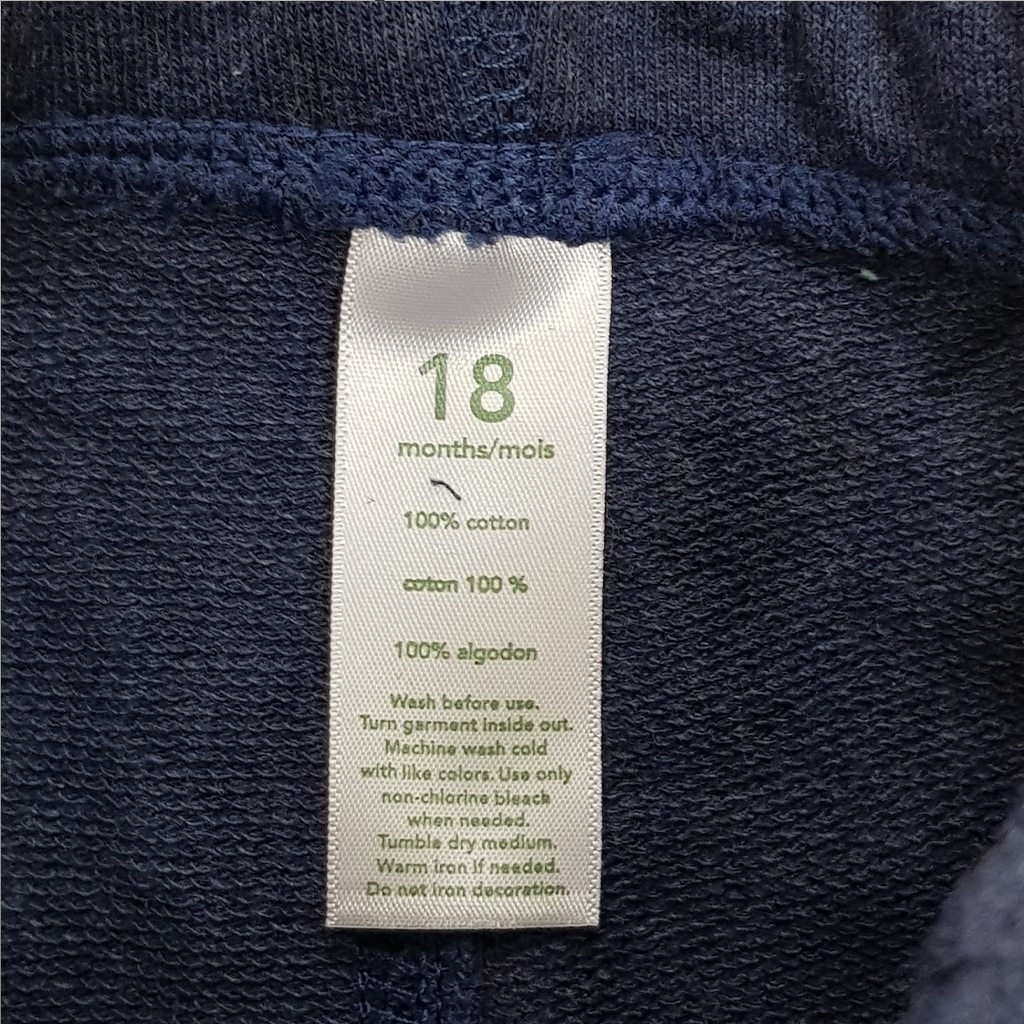 18
months/mois
100% cotton
coton 100 %
100% algodon
Wash before use.
Turn garment inside out.
Machine wash cold
with like colors. Use only
non-chlorine bleach
when needed.
Tumble dry medium.
Warm iron if needed.
Do not iron decoration.